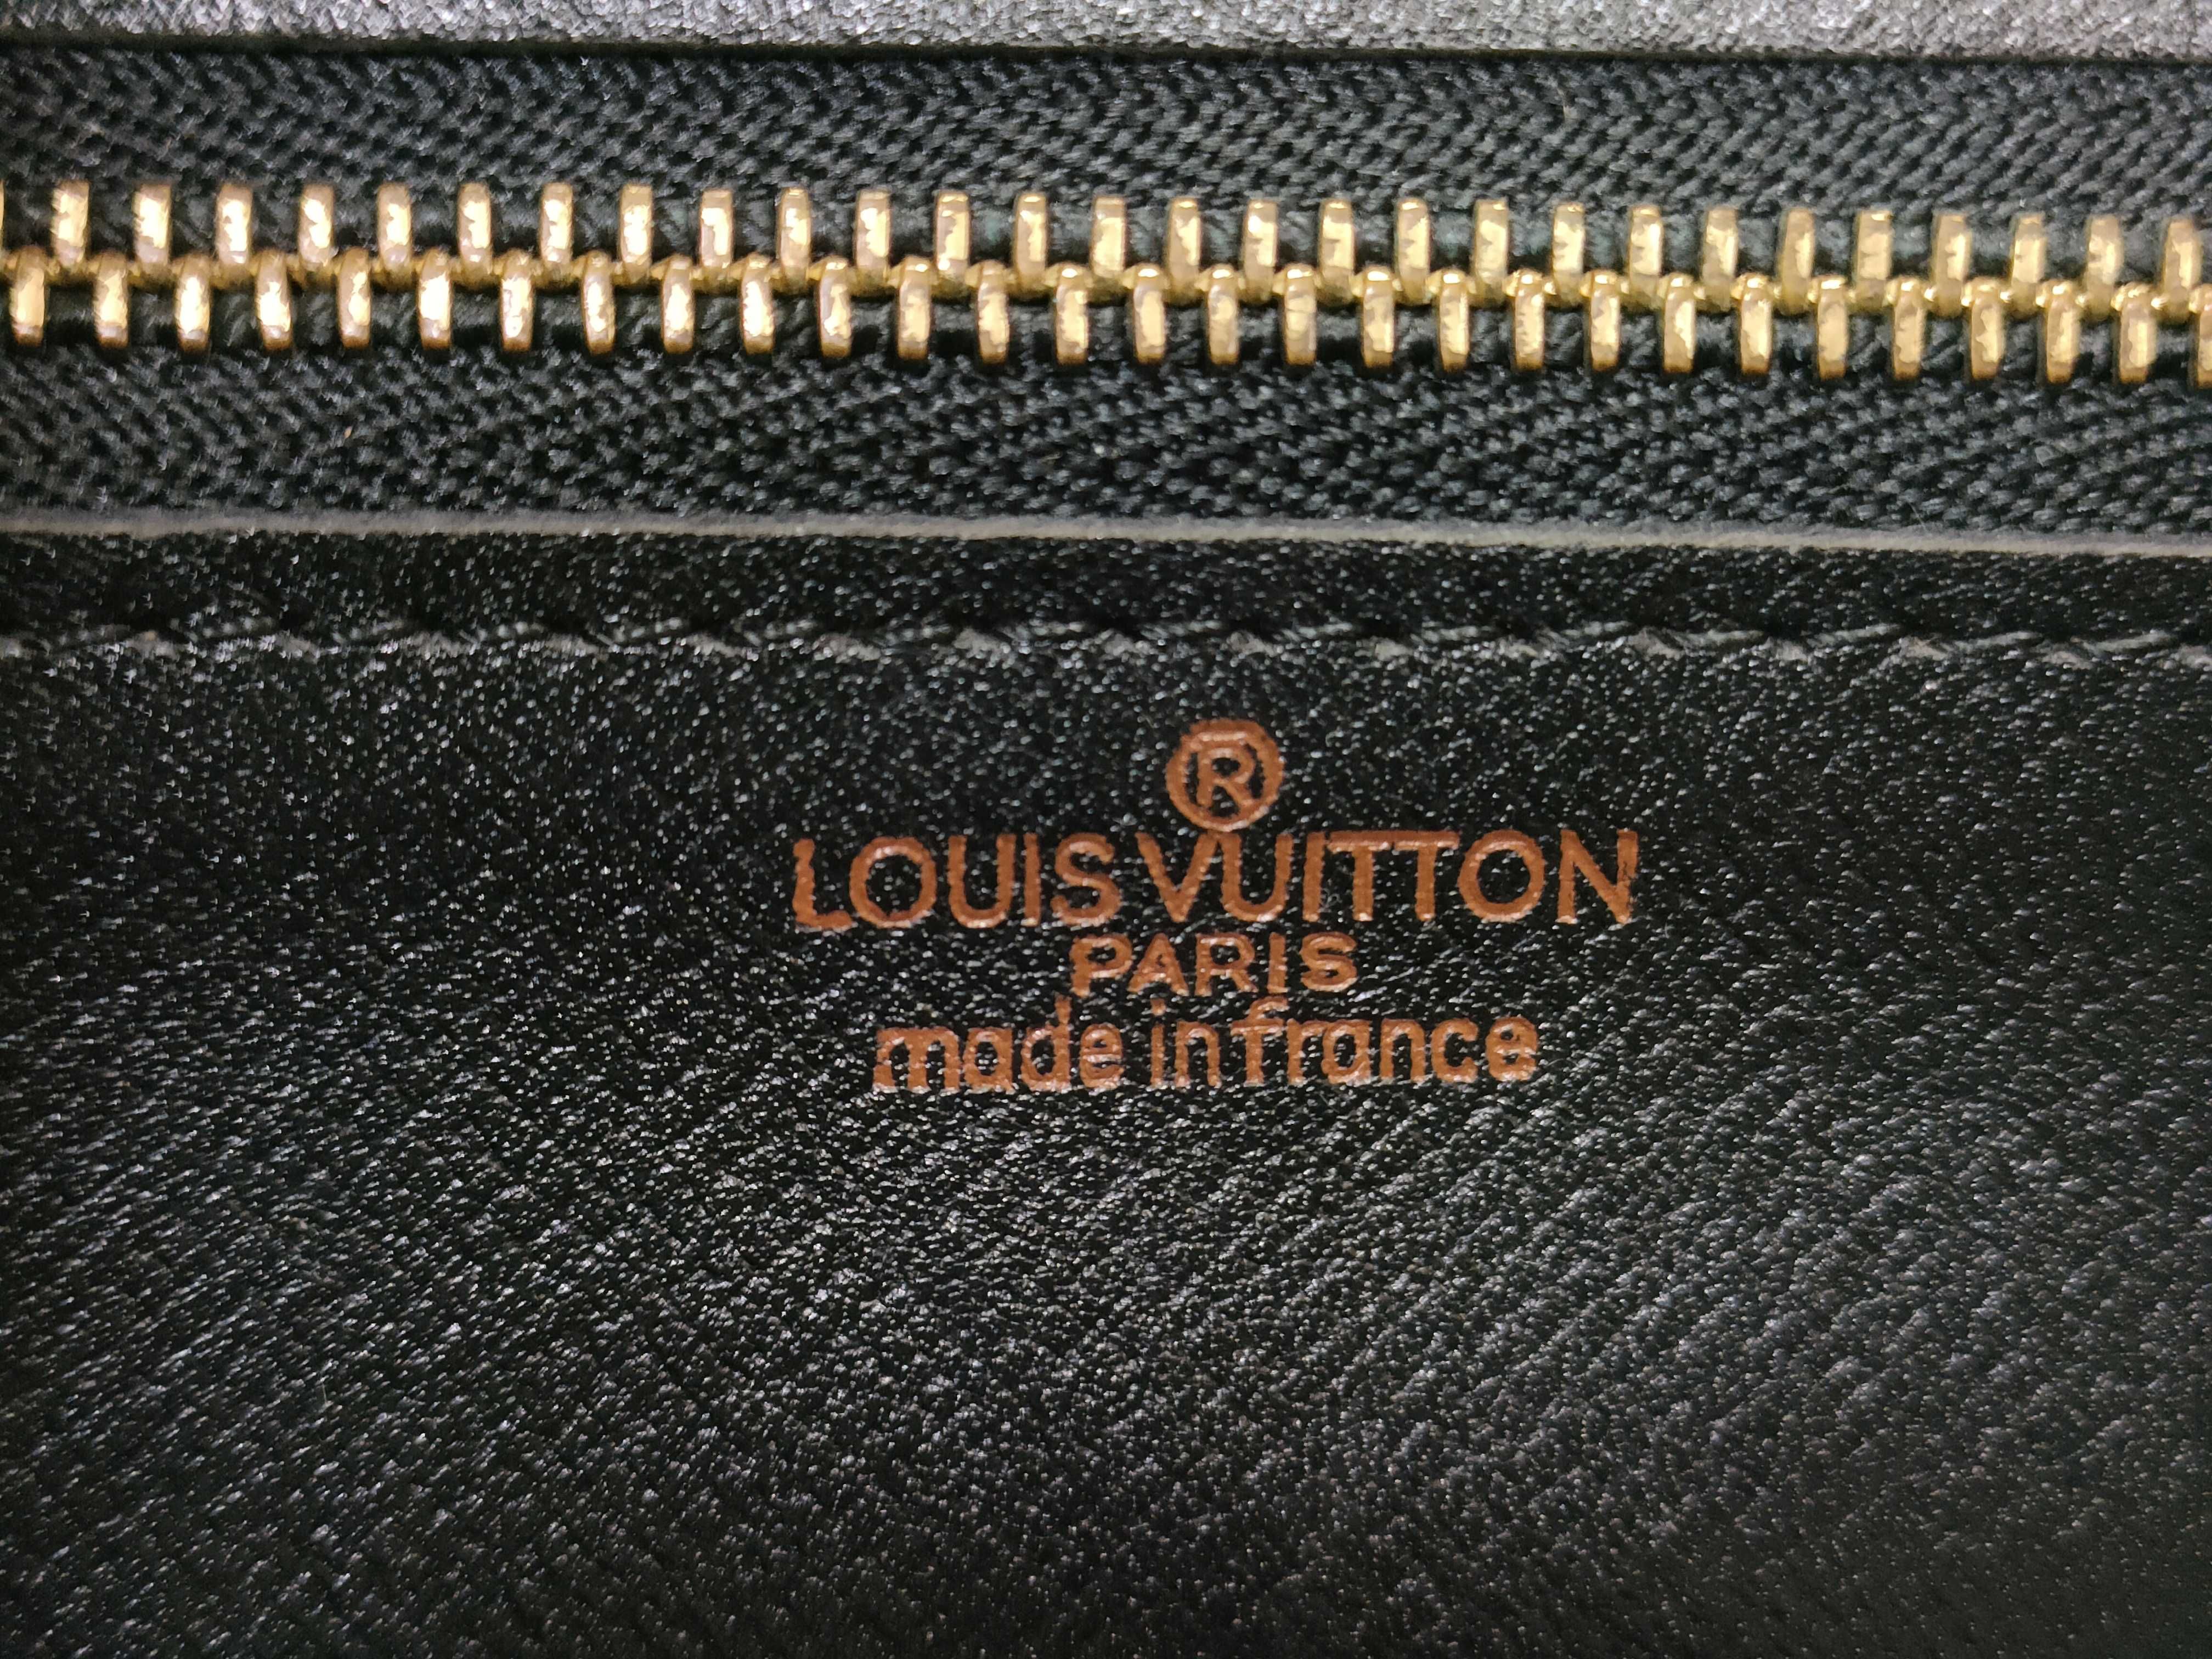 ®
LOUIS VUITTON
PARIS
made in france